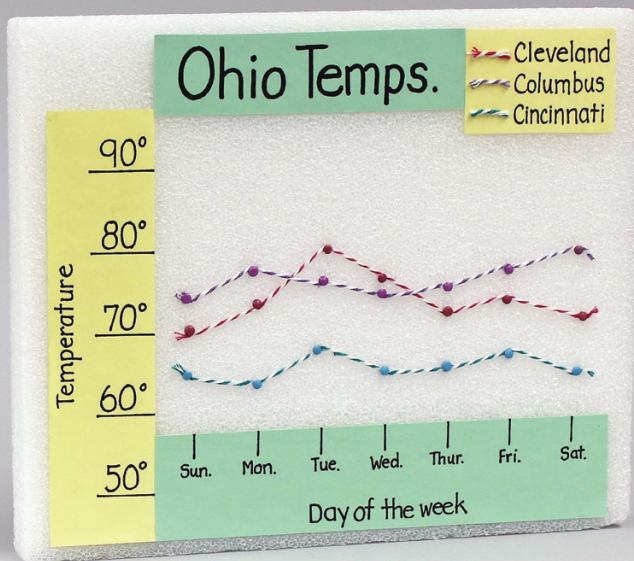 Ohio Temps.
Cleveland
Columbus
Cincinnati
90°
80°
70°
60°
50°
Temperature
Sun. Mon. Tue. Wed. Thur. Fri. Sat.
Day of the week